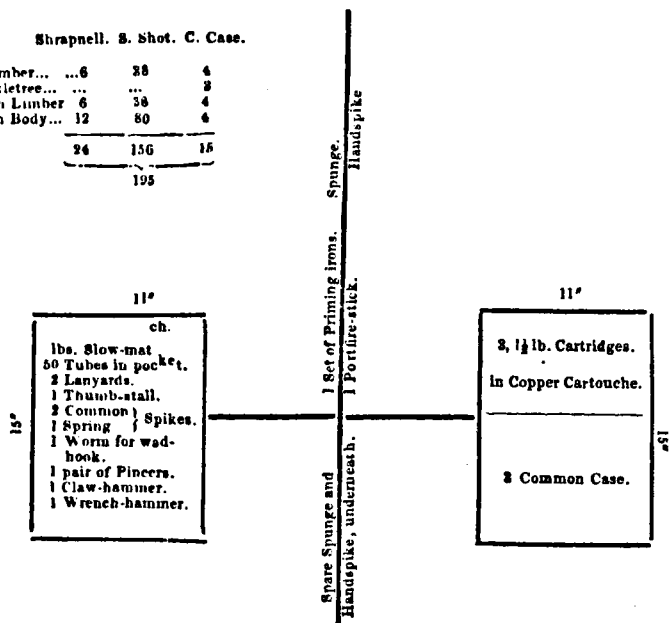 Shrapnell. S. Shot. C. Case.
mber... ...6 38 4
letree... ... ... 3
n Limber 6 38 4
n Body... 12 80 4
24 156 15
195
Spunge.
Handspike
1 Set of Priming irons.
1 Portfire-stick.
11"
15"
ch.
lbs. Slow-mat
50 Tubes in pocket.
2 Lanyards.
1 Thumb-stall.
2 Common } Spikes.
1 Spring
1 Worm for wad-
hook.
1 pair of Pincers.
1 Claw-hammer.
1 Wrench-hammer.
Spare Spunge and
Handspike, underneath.
11"
3, 1½ lb. Cartridges.
in Copper Cartouche.
3 Common Case.
15"